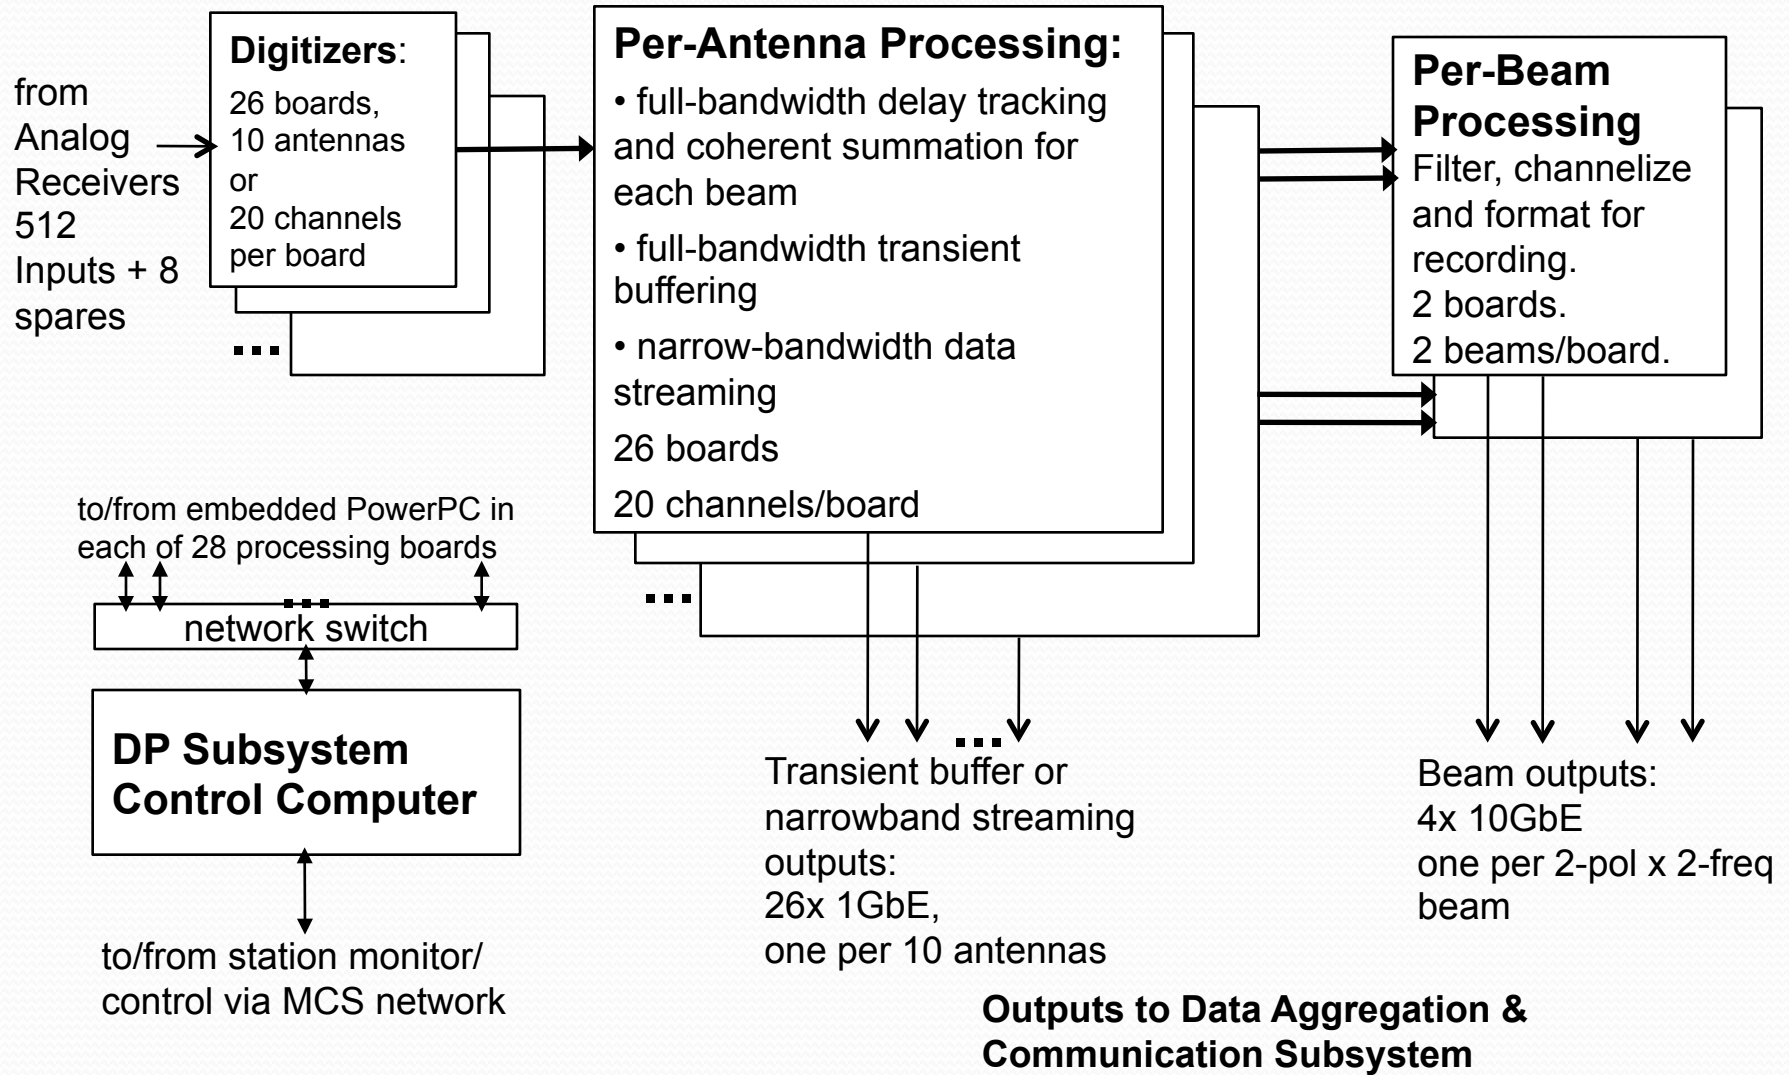 from
Analog
Receivers
512
Inputs + 8
spares
Digitizers:
26 boards,
10 antennas
or
20 channels
per board
...
Per-Antenna Processing:
• full-bandwidth delay tracking
and coherent summation for
each beam
• full-bandwidth transient
buffering
• narrow-bandwidth data
streaming
26 boards
20 channels/board
...
Per-Beam
Processing
Filter, channelize
and format for
recording.
2 boards.
2 beams/board.
to/from embedded PowerPC in
each of 28 processing boards
...
network switch
DP Subsystem
Control Computer
to/from station monitor/
control via MCS network
...
Transient buffer or
narrowband streaming
outputs:
26x 1GbE,
one per 10 antennas
Beam outputs:
4x 10GbE
one per 2-pol x 2-freq
beam
Outputs to Data Aggregation &
Communication Subsystem